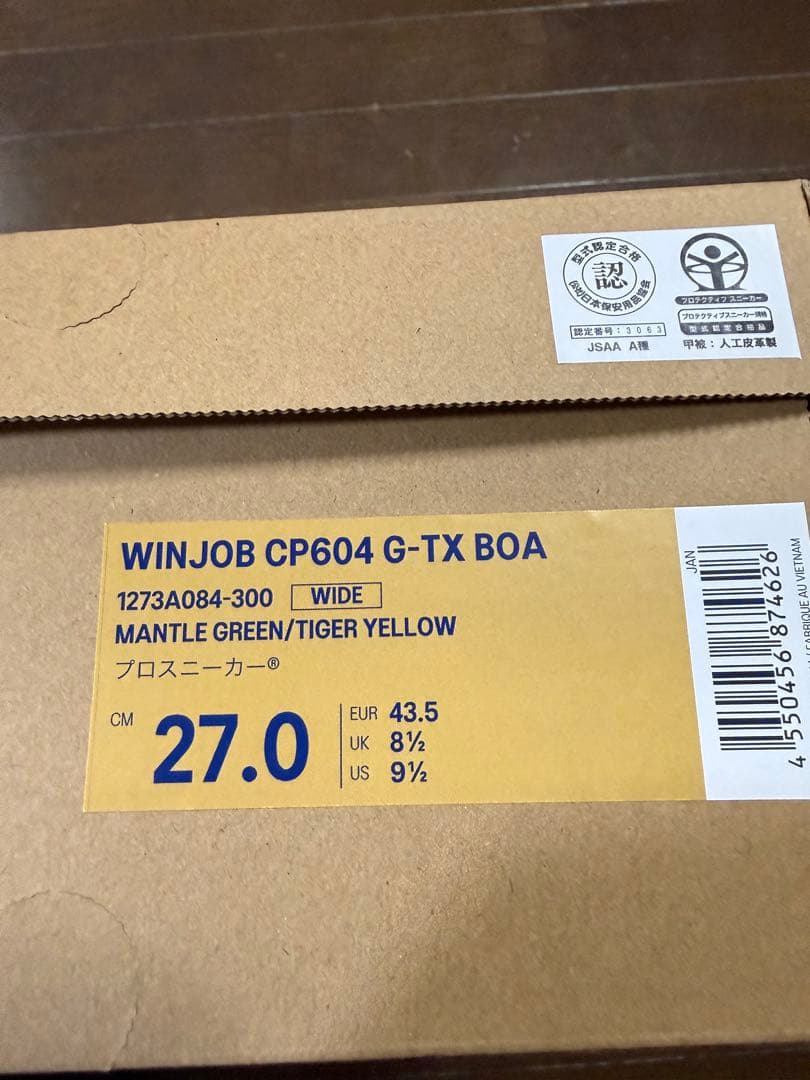 型式認定合格
認
(公社)日本保安用品協会
認定番号：3063
JSAA A種
プロテクティブ スニーカー
プロテクティブスニーカー規格
型式認定合格品
甲被：人工皮革製
WINJOB CP604 G-TX BOA
1273A084-300 WIDE
MANTLE GREEN/TIGER YELLOW
プロスニーカー®
CM 27.0
EUR 43.5
UK 8½
US 9½
JAN
4 550456 874626
/ FABRIQUÉ AU VIETNAM